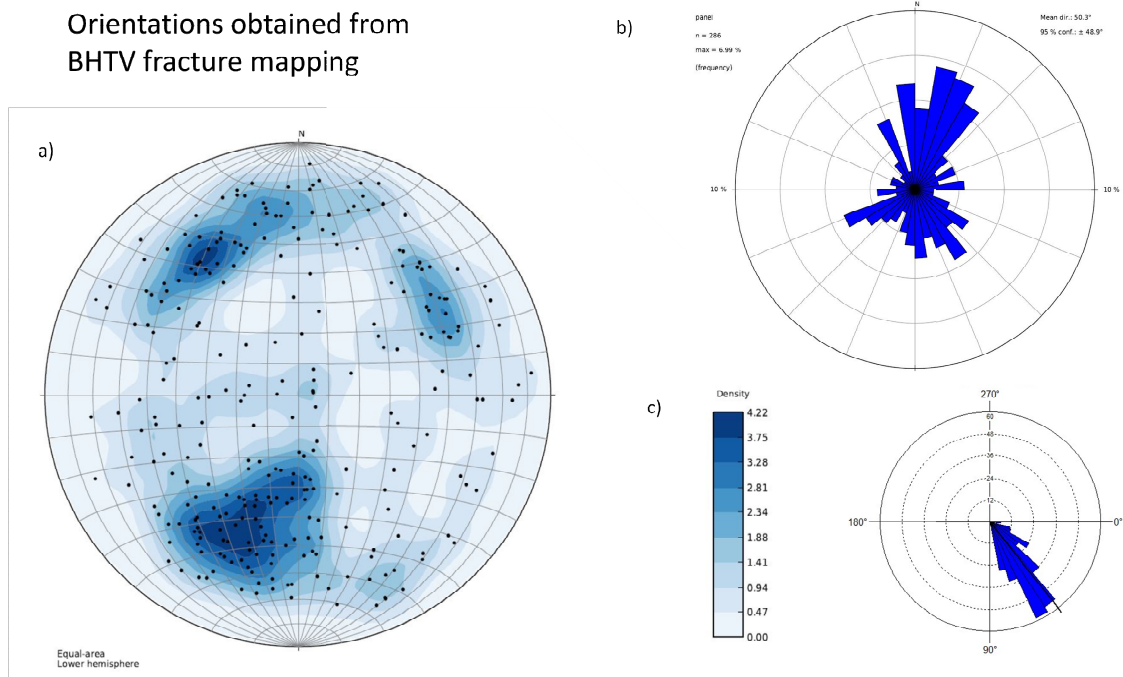 Orientations obtained from
BHTV fracture mapping
a)
N
Equal-area
Lower hemisphere
b)
panel
n = 286
max = 6.99 %
(frequency)
N
Mean dir.: 50.3°
95 % conf.: ± 48.9°
10 %
10 %
Density
4.22
3.75
3.28
2.81
2.34
1.88
1.41
0.94
0.47
0.00
c)
270°
60
48
36
24
12
180°
0°
90°